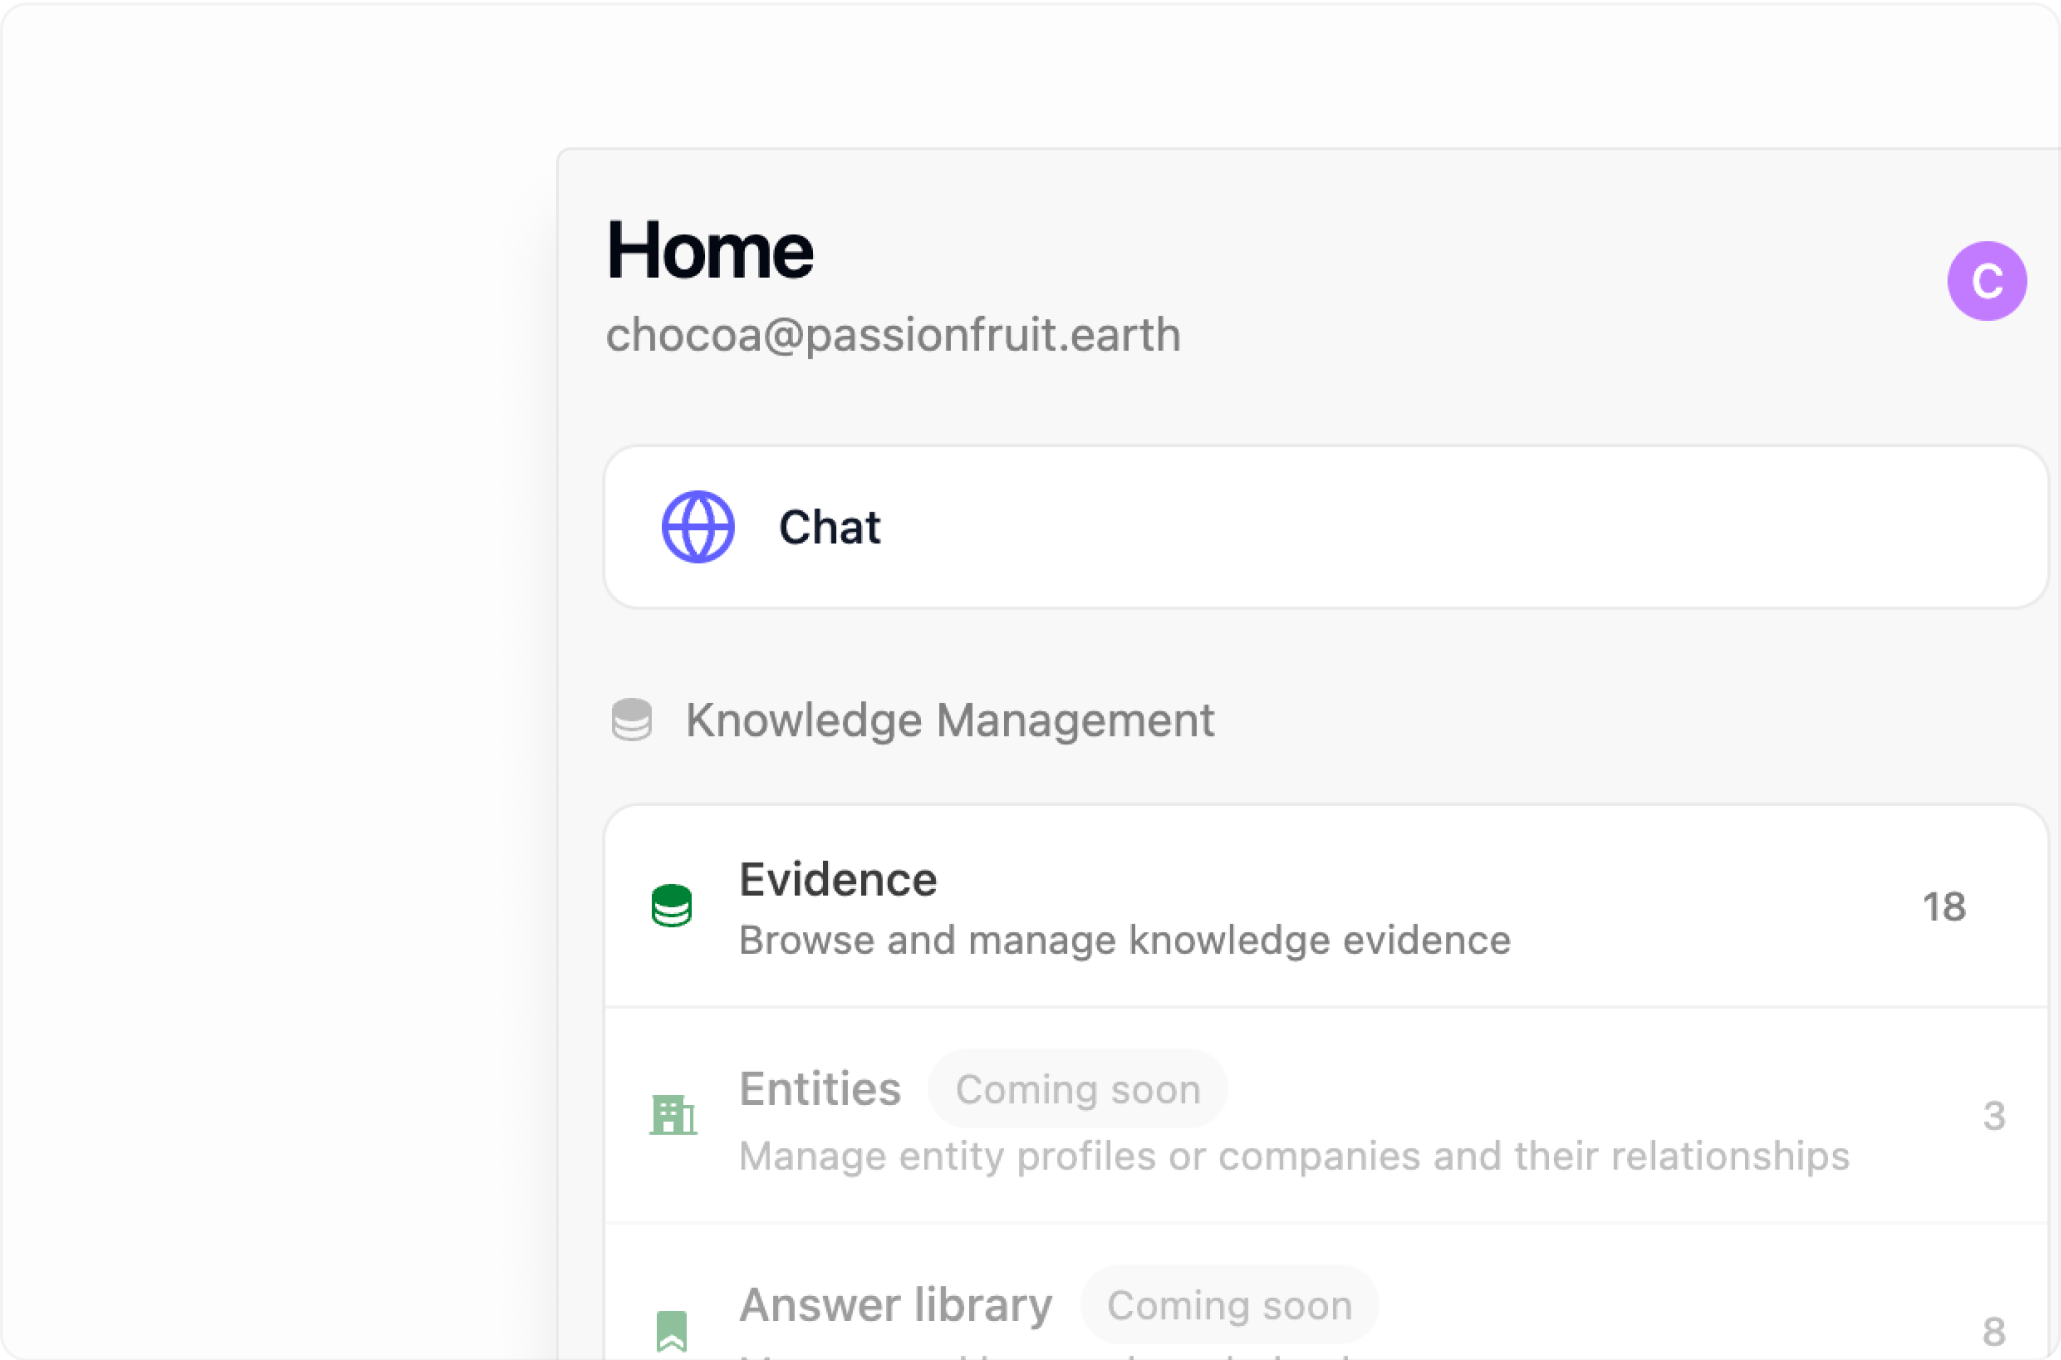 Home
C
chocoa@passionfruit.earth
Chat
Knowledge Management
Evidence
18
Browse and manage knowledge evidence
Entities Coming soon
3
Manage entity profiles or companies and their relationships
Answer library Coming soon
8